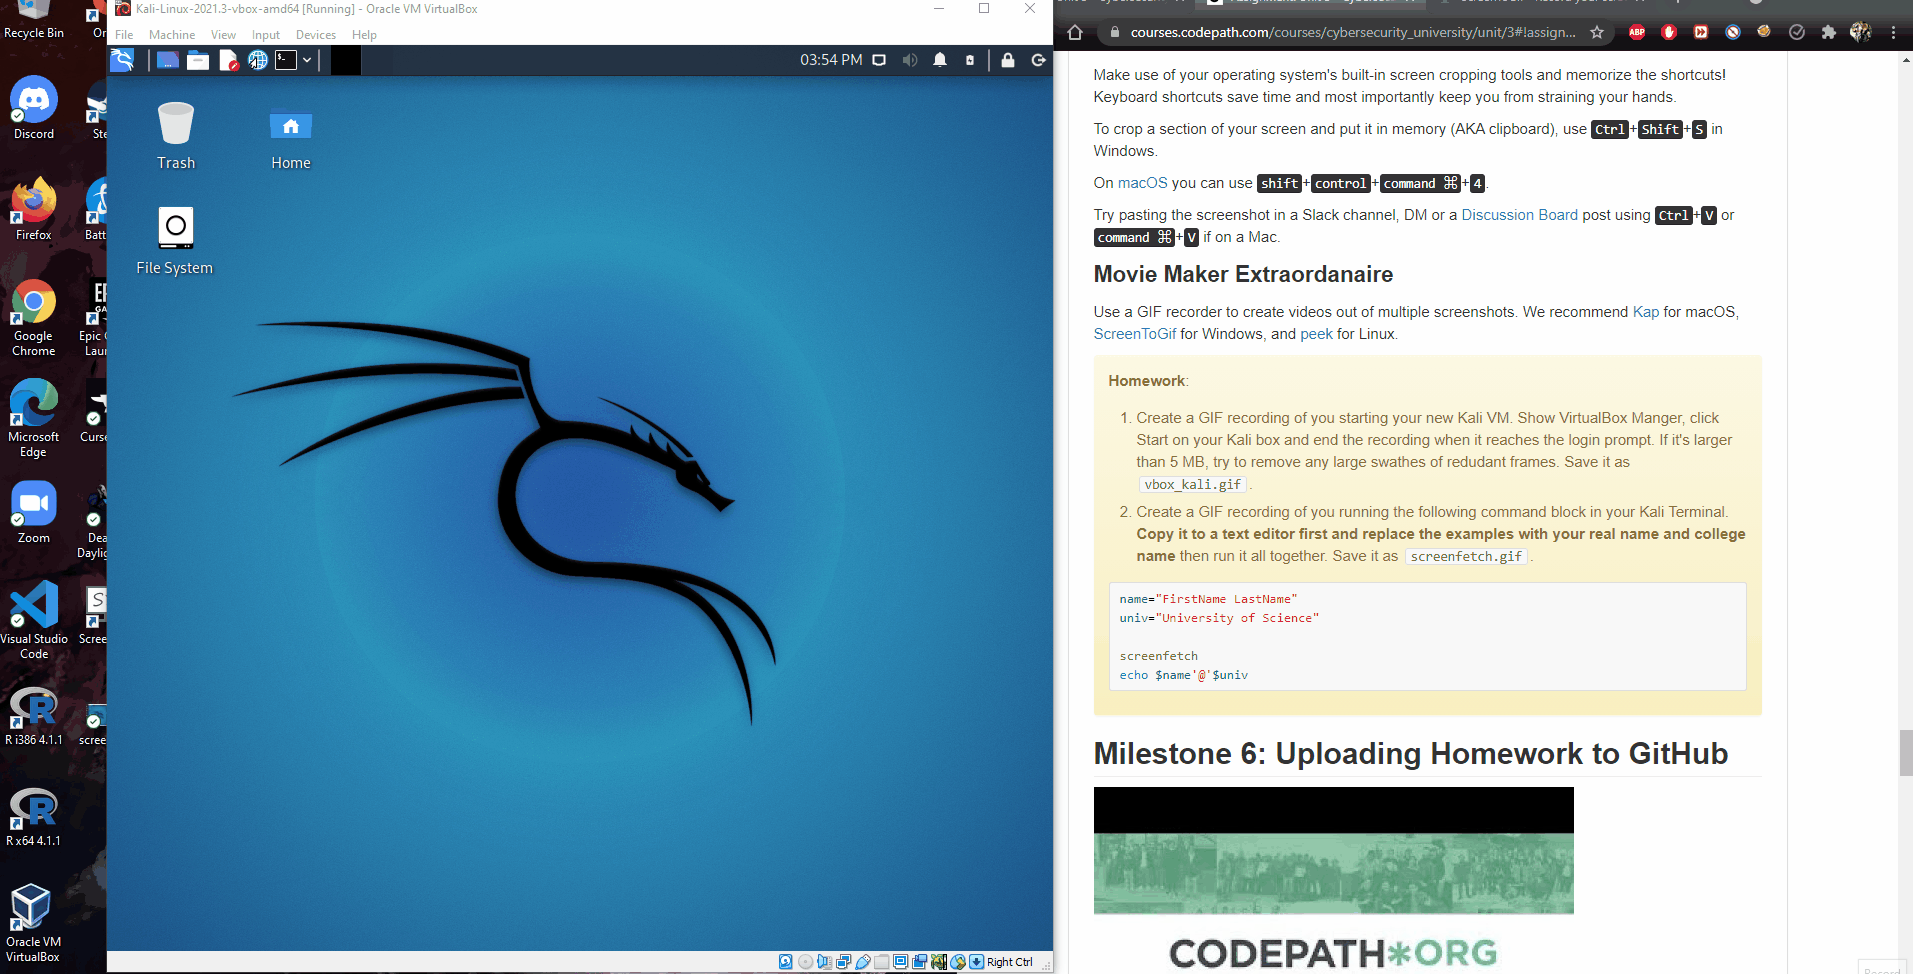 Recycle Bin
Or
Discord
Ste
Firefox
Batt
Google
Chrome
Epic
Laun
Microsoft
Edge
Curse
Zoom
Dea
Daylig
Visual Studio
Code
Scree
R i386 4.1.1
scree
R x64 4.1.1
Oracle VM
VirtualBox
Kali-Linux-2021.3-vbox-amd64 [Running] - Oracle VM VirtualBox
File Machine View Input Devices Help
03:54 PM
Trash
Home
File System
Right Ctrl
courses.codepath.com/courses/cybersecurity_university/unit/3#!assign...
ABP
Make use of your operating system's built-in screen cropping tools and memorize the shortcuts!
Keyboard shortcuts save time and most importantly keep you from straining your hands.
To crop a section of your screen and put it in memory (AKA clipboard), use Ctrl+Shift+S in
Windows.
On macOS you can use shift+control+command ⌘+4.
Try pasting the screenshot in a Slack channel, DM or a Discussion Board post using Ctrl+V or
command ⌘+V if on a Mac.
Movie Maker Extraordanaire
Use a GIF recorder to create videos out of multiple screenshots. We recommend Kap for macOS,
ScreenToGif for Windows, and peek for Linux.
Homework:
1. Create a GIF recording of you starting your new Kali VM. Show VirtualBox Manger, click
Start on your Kali box and end the recording when it reaches the login prompt. If it's larger
than 5 MB, try to remove any large swathes of redudant frames. Save it as
vbox_kali.gif.
2. Create a GIF recording of you running the following command block in your Kali Terminal.
Copy it to a text editor first and replace the examples with your real name and college
name then run it all together. Save it as screenfetch.gif.
name="FirstName LastName"
univ="University of Science"
screenfetch
echo $name'@'$univ
Milestone 6: Uploading Homework to GitHub
CODEPATH*ORG